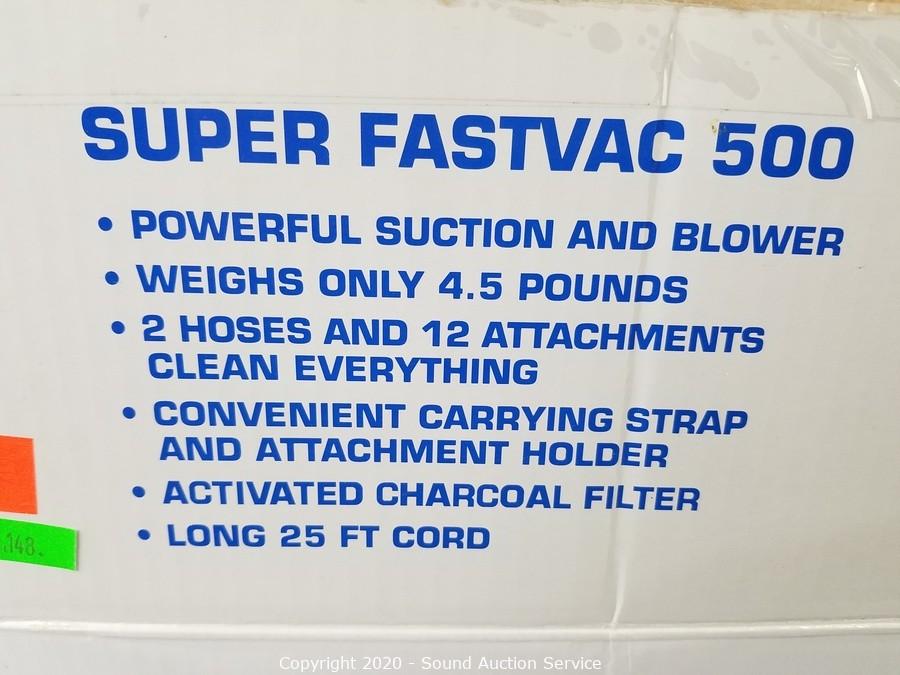 SUPER FASTVAC 500
• POWERFUL SUCTION AND BLOWER
• WEIGHS ONLY 4.5 POUNDS
• 2 HOSES AND 12 ATTACHMENTS
CLEAN EVERYTHING
• CONVENIENT CARRYING STRAP
AND ATTACHMENT HOLDER
• ACTIVATED CHARCOAL FILTER
• LONG 25 FT CORD
148.
Copyright 2020 - Sound Auction Service